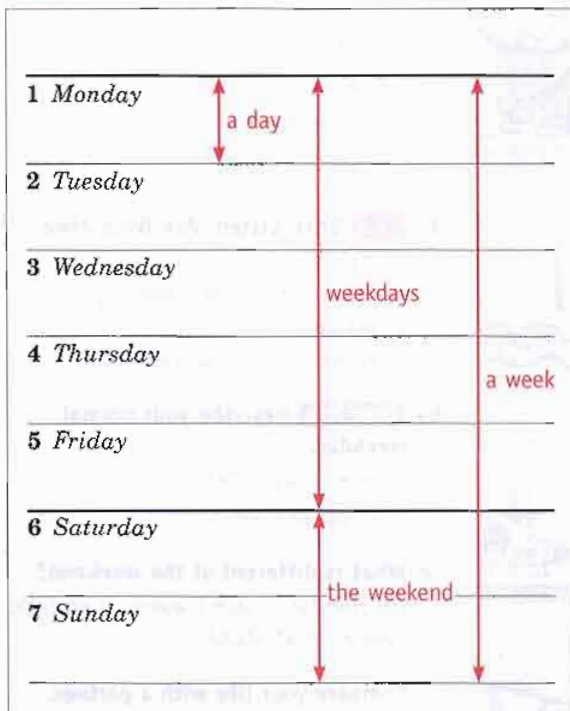 1 Monday
a day
2 Tuesday
3 Wednesday
weekdays
4 Thursday
a week
5 Friday
6 Saturday
the weekend
7 Sunday